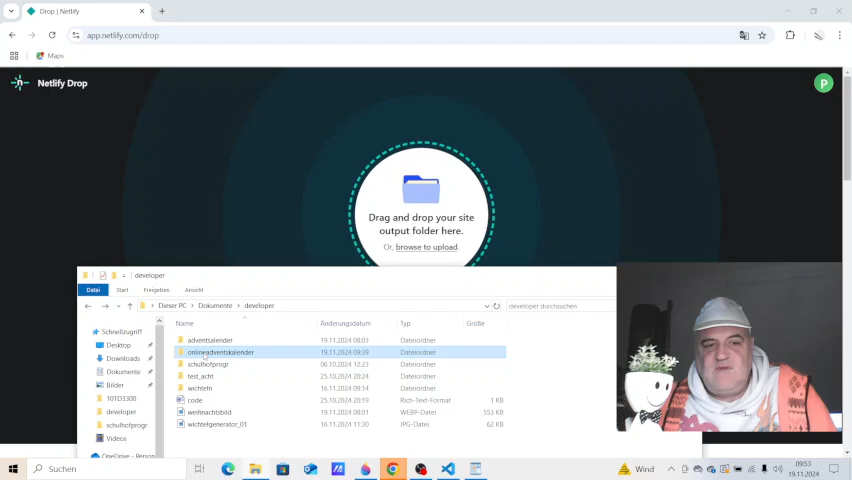 Drop | Netlify
app.netlify.com/drop
Maps
Netlify Drop
P
Drag and drop your site
output folder here.
Or, browse to upload.
developer
Datei Start Freigeben Ansicht
Dieser PC Dokumente developer
developer durchsuchen
Name Änderungsdatum Typ Größe
Schnellzugriff
Desktop
Downloads
Dokumente
Bilder
101D3300
developer
schulhofprogr
Videos
OneDrive - Person
adventsalender 19.11.2024 08:03 Dateiordner
onlineadventskalender 19.11.2024 09:39 Dateiordner
schulhofprogr 06.10.2024 12:23 Dateiordner
test_acht 25.10.2024 20:24 Dateiordner
wichteln 16.11.2024 09:14 Dateiordner
code 25.10.2024 20:19 Rich-Text-Format 1 KB
weihnachtsbild 19.11.2024 08:01 WEBP-Datei 553 KB
wichtelgenerator_01 16.11.2024 11:30 JPG-Datei 62 KB
Suchen
Wind
09:53
19.11.2024